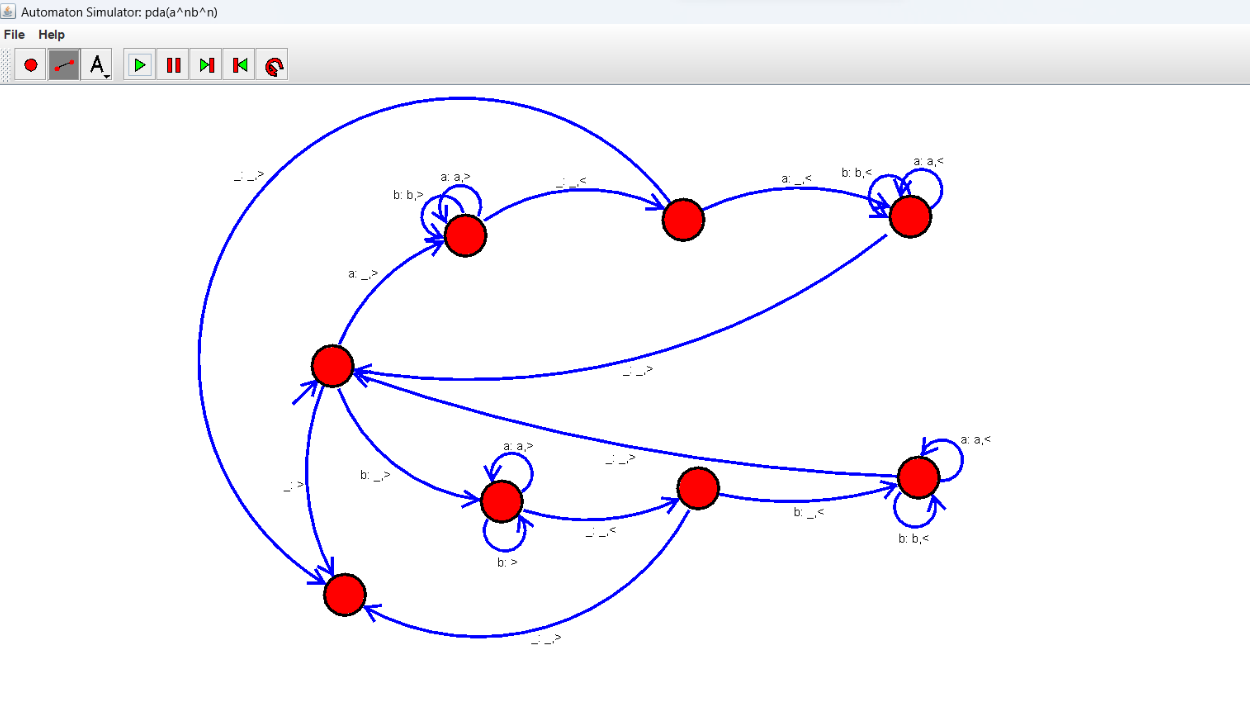 Automaton Simulator: pda(a^nb^n)
File Help
A
a: a,<
_: _,>
a: a,>
_: _,<
a: _,<
b: b,<
b: b,>
a: _,>
_: _,>
a: a,<
a: a,>
_: _,>
b: _,>
_: >
b: _,<
_: _,<
b: b,<
b: >
_: _,>